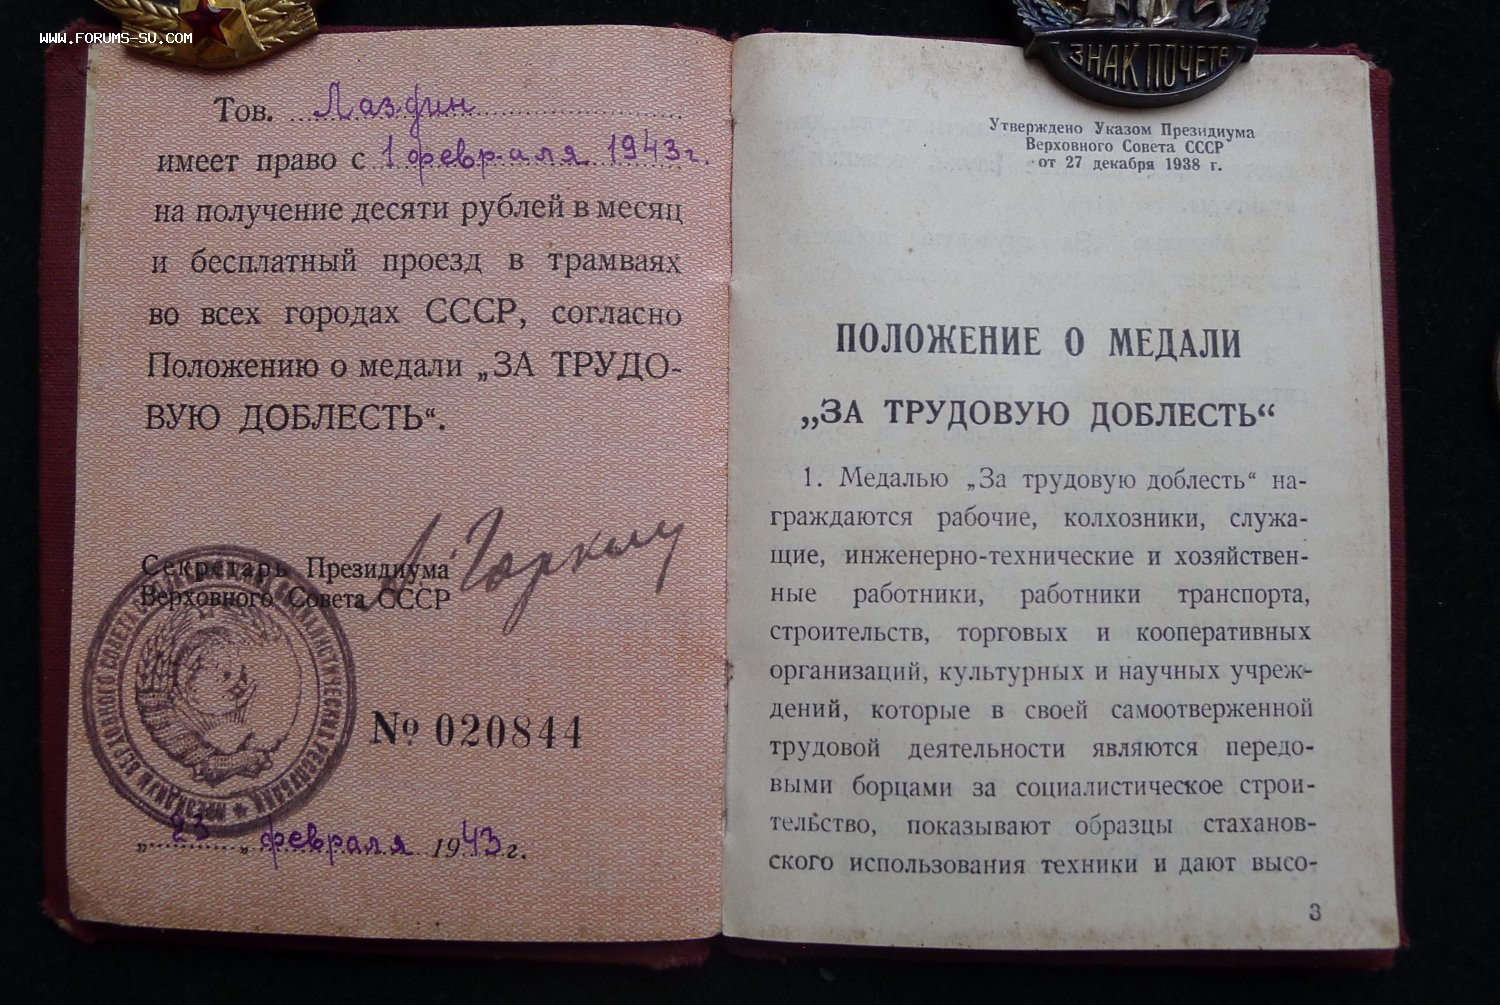 WWW.FORUMS-SU.COM
Тов. Лаздин
имеет право с 1 февраля 1943 г.
на получение десяти рублей в месяц
и бесплатный проезд в трамваях
во всех городах СССР, согласно
Положению о медали „ЗА ТРУДО-
ВУЮ ДОБЛЕСТЬ“.
Секретарь Президиума
Верховного Совета СССР
А. Горкин
№ 020844
„23„ февраля 1943 г.
ЗНАК ПОЧЕТА
Утверждено Указом Президиума
Верховного Совета СССР
от 27 декабря 1938 г.
ПОЛОЖЕНИЕ О МЕДАЛИ
„ЗА ТРУДОВУЮ ДОБЛЕСТЬ“
1. Медалью „За трудовую доблесть“ на-
граждаются рабочие, колхозники, служа-
щие, инженерно-технические и хозяйствен-
ные работники, работники транспорта,
строительств, торговых и кооперативных
организаций, культурных и научных учреж-
дений, которые в своей самоотверженной
трудовой деятельности являются передо-
выми борцами за социалистическое строи-
тельство, показывают образцы стаханов-
ского использования техники и дают высо-
3